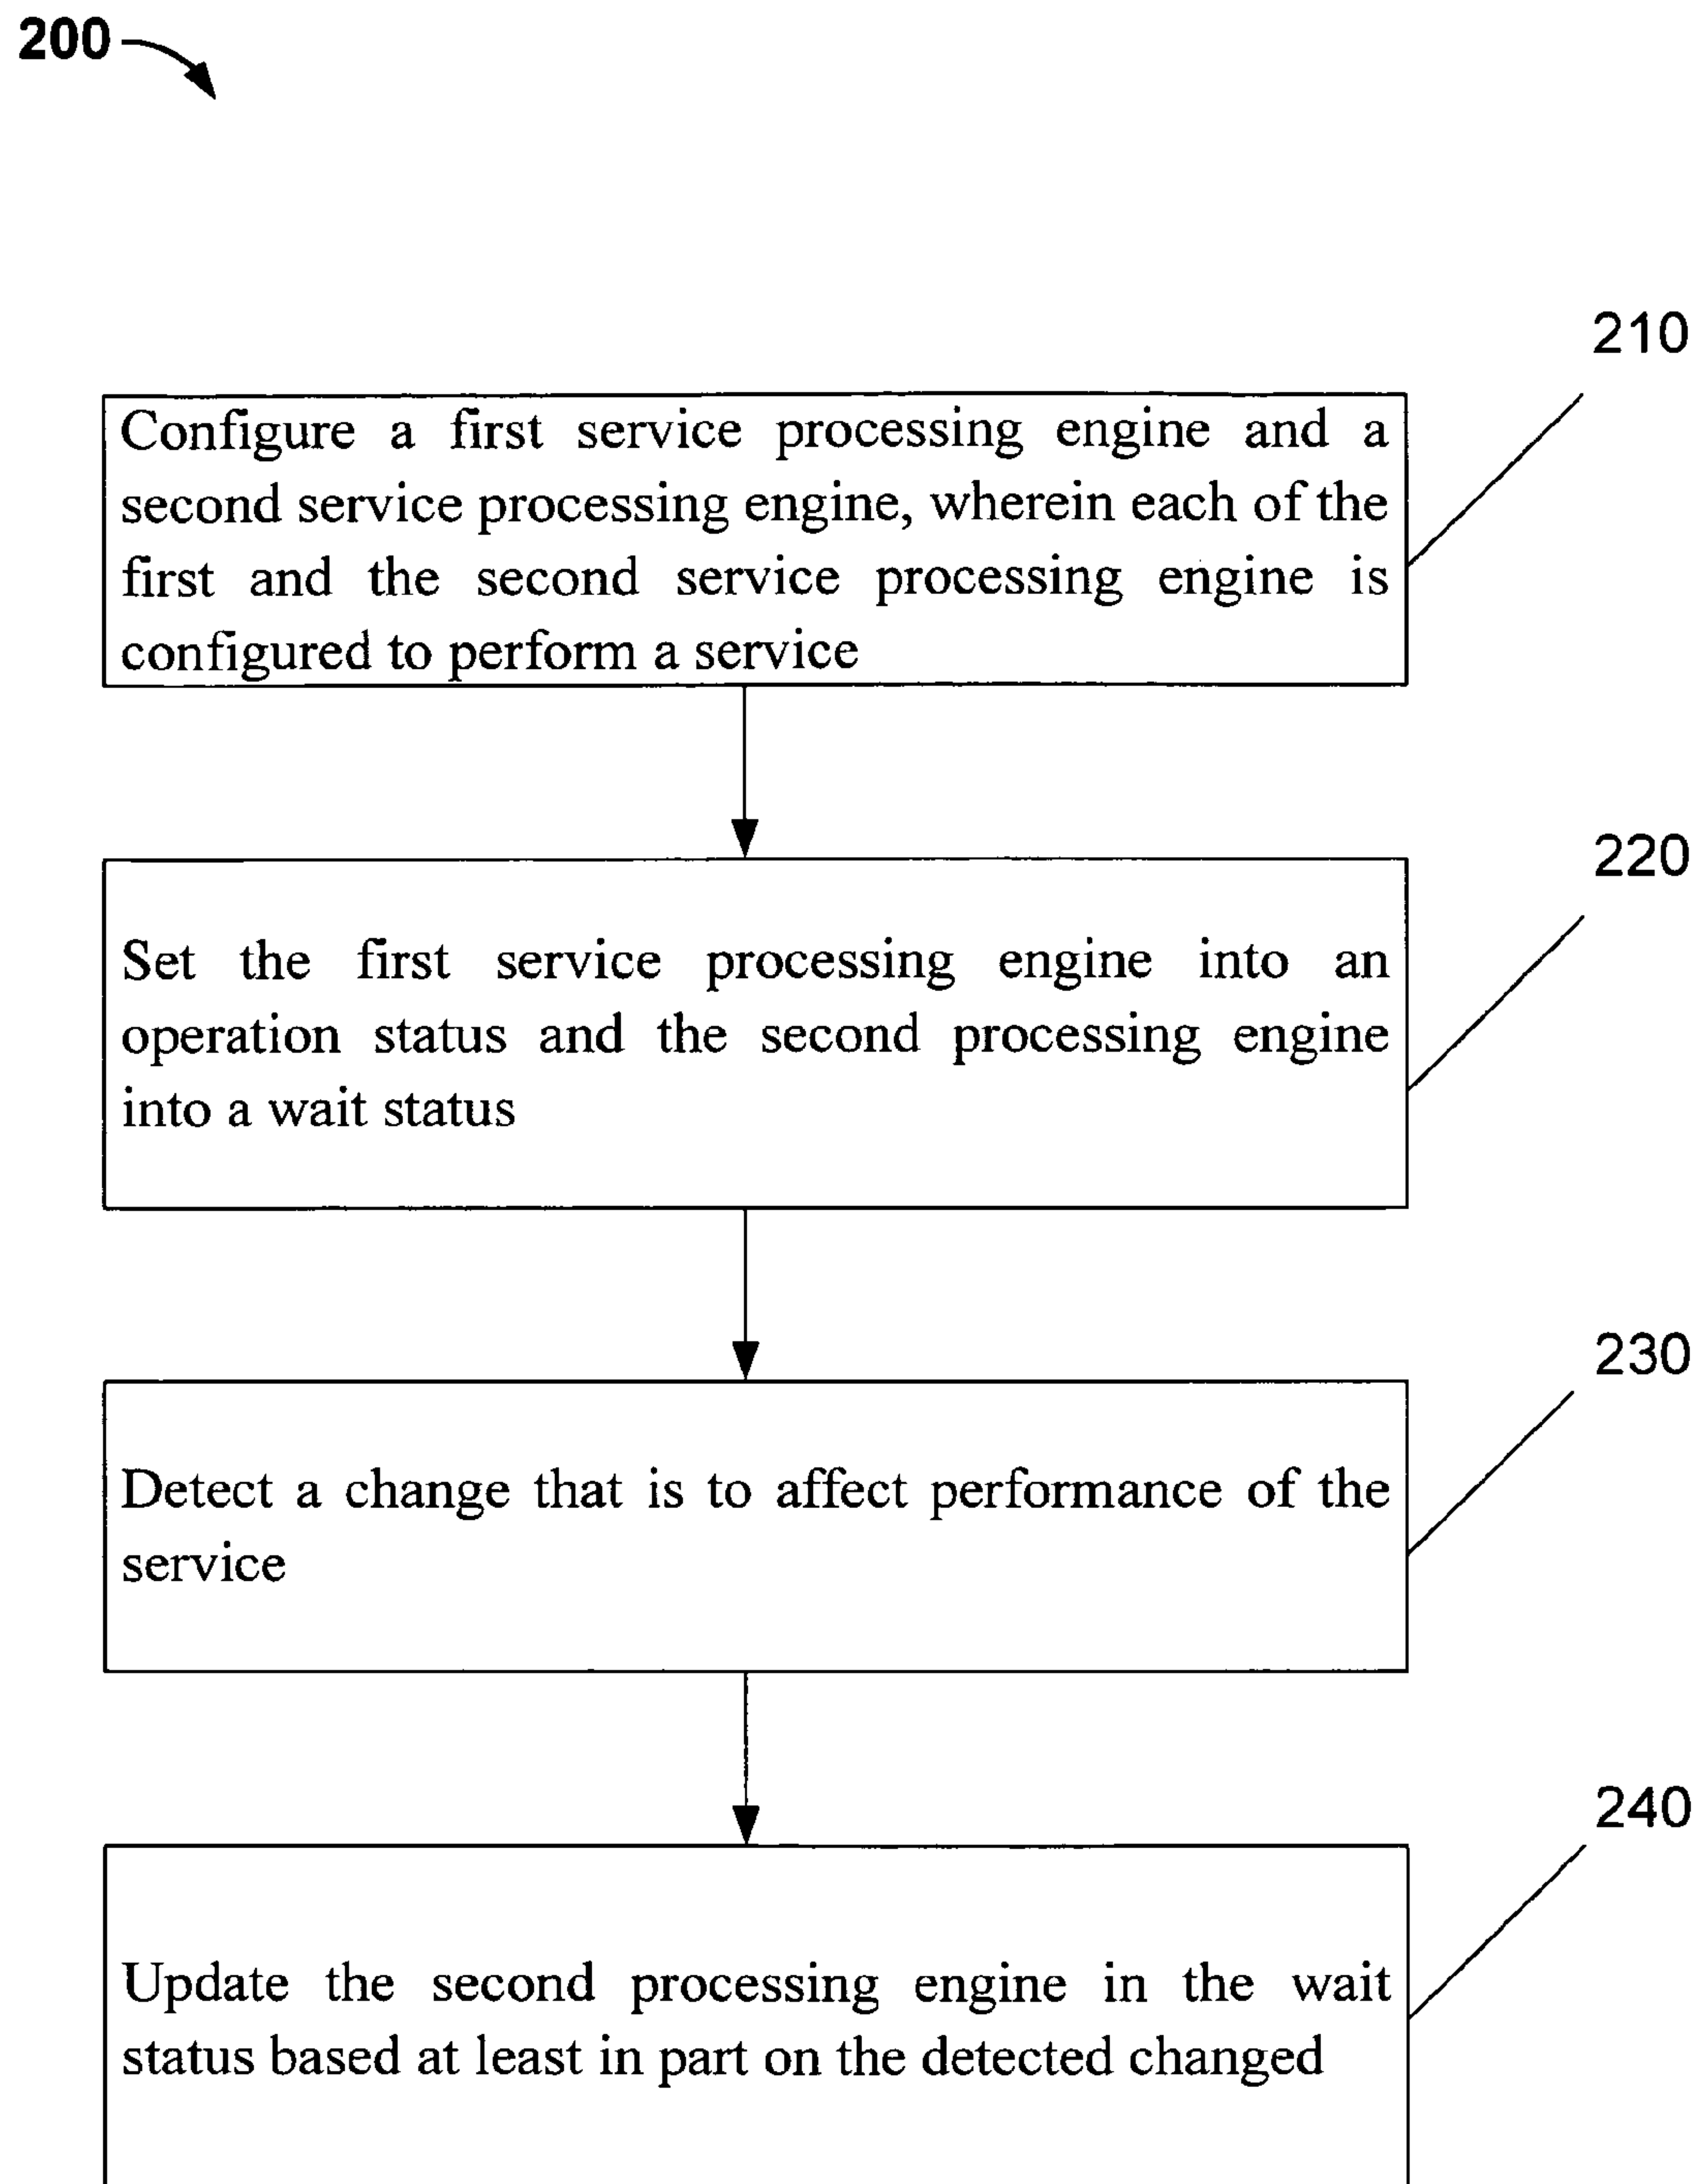 200
210
Configure a first service processing engine and a
second service processing engine, wherein each of the
first and the second service processing engine is
configured to perform a service
220
Set the first service processing engine into an
operation status and the second processing engine
into a wait status
230
Detect a change that is to affect performance of the
service
240
Update the second processing engine in the wait
status based at least in part on the detected changed